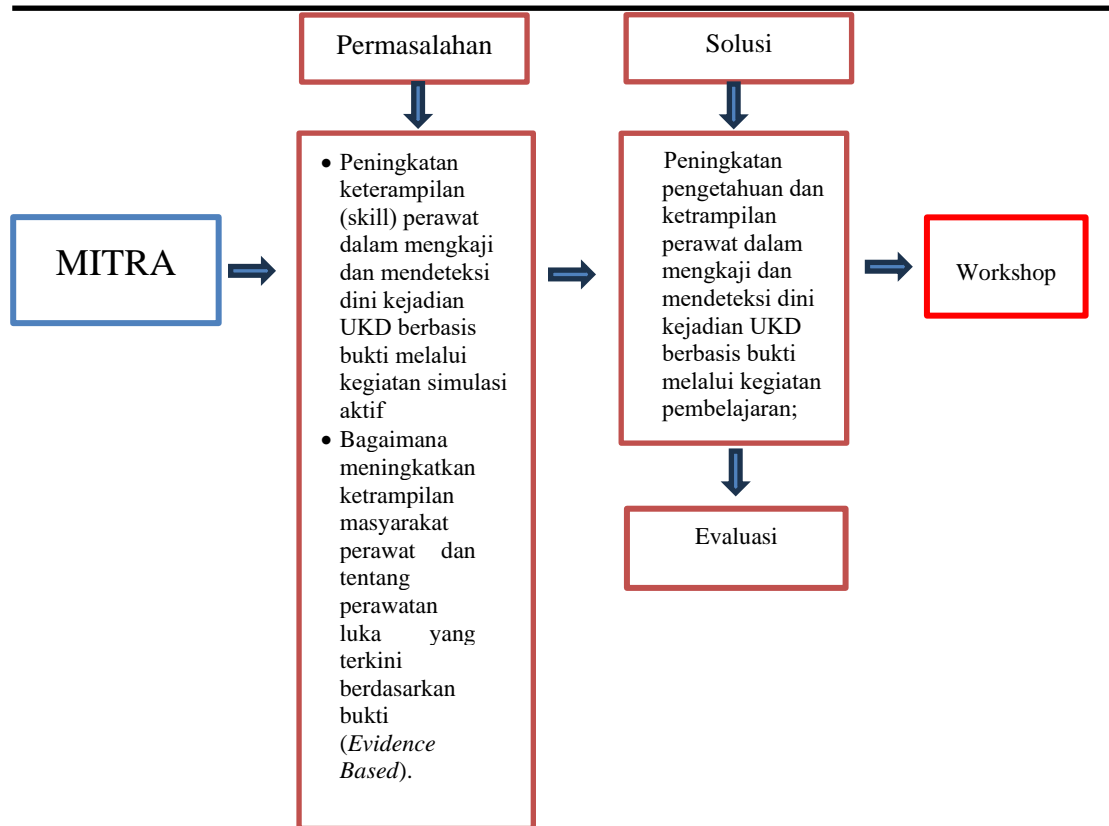 Permasalahan
Solusi
MITRA
• Peningkatan
keterampilan
(skill) perawat
dalam mengkaji
dan mendeteksi
dini kejadian
UKD berbasis
bukti melalui
kegiatan simulasi
aktif
• Bagaimana
meningkatkan
ketrampilan
masyarakat
perawat dan
tentang
perawatan
luka yang
terkini
berdasarkan
bukti
(Evidence
Based).
Peningkatan
pengetahuan dan
ketrampilan
perawat dalam
mengkaji dan
mendeteksi dini
kejadian UKD
berbasis bukti
melalui kegiatan
pembelajaran;
Workshop
Evaluasi